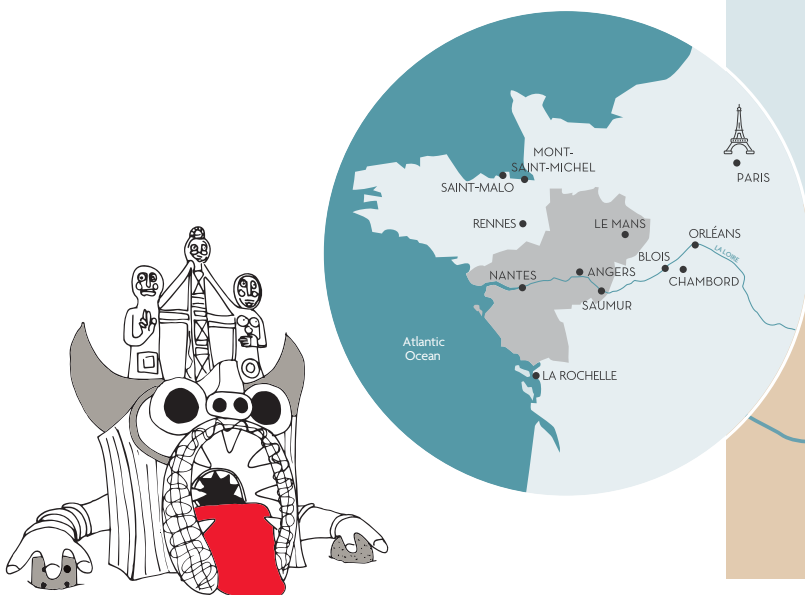 MONT-
SAINT-MICHEL
SAINT-MALO
PARIS
RENNES
LE MANS
ORLÉANS
LA LOIRE
BLOIS
CHAMBORD
NANTES
ANGERS
SAUMUR
Atlantic
Ocean
LA ROCHELLE